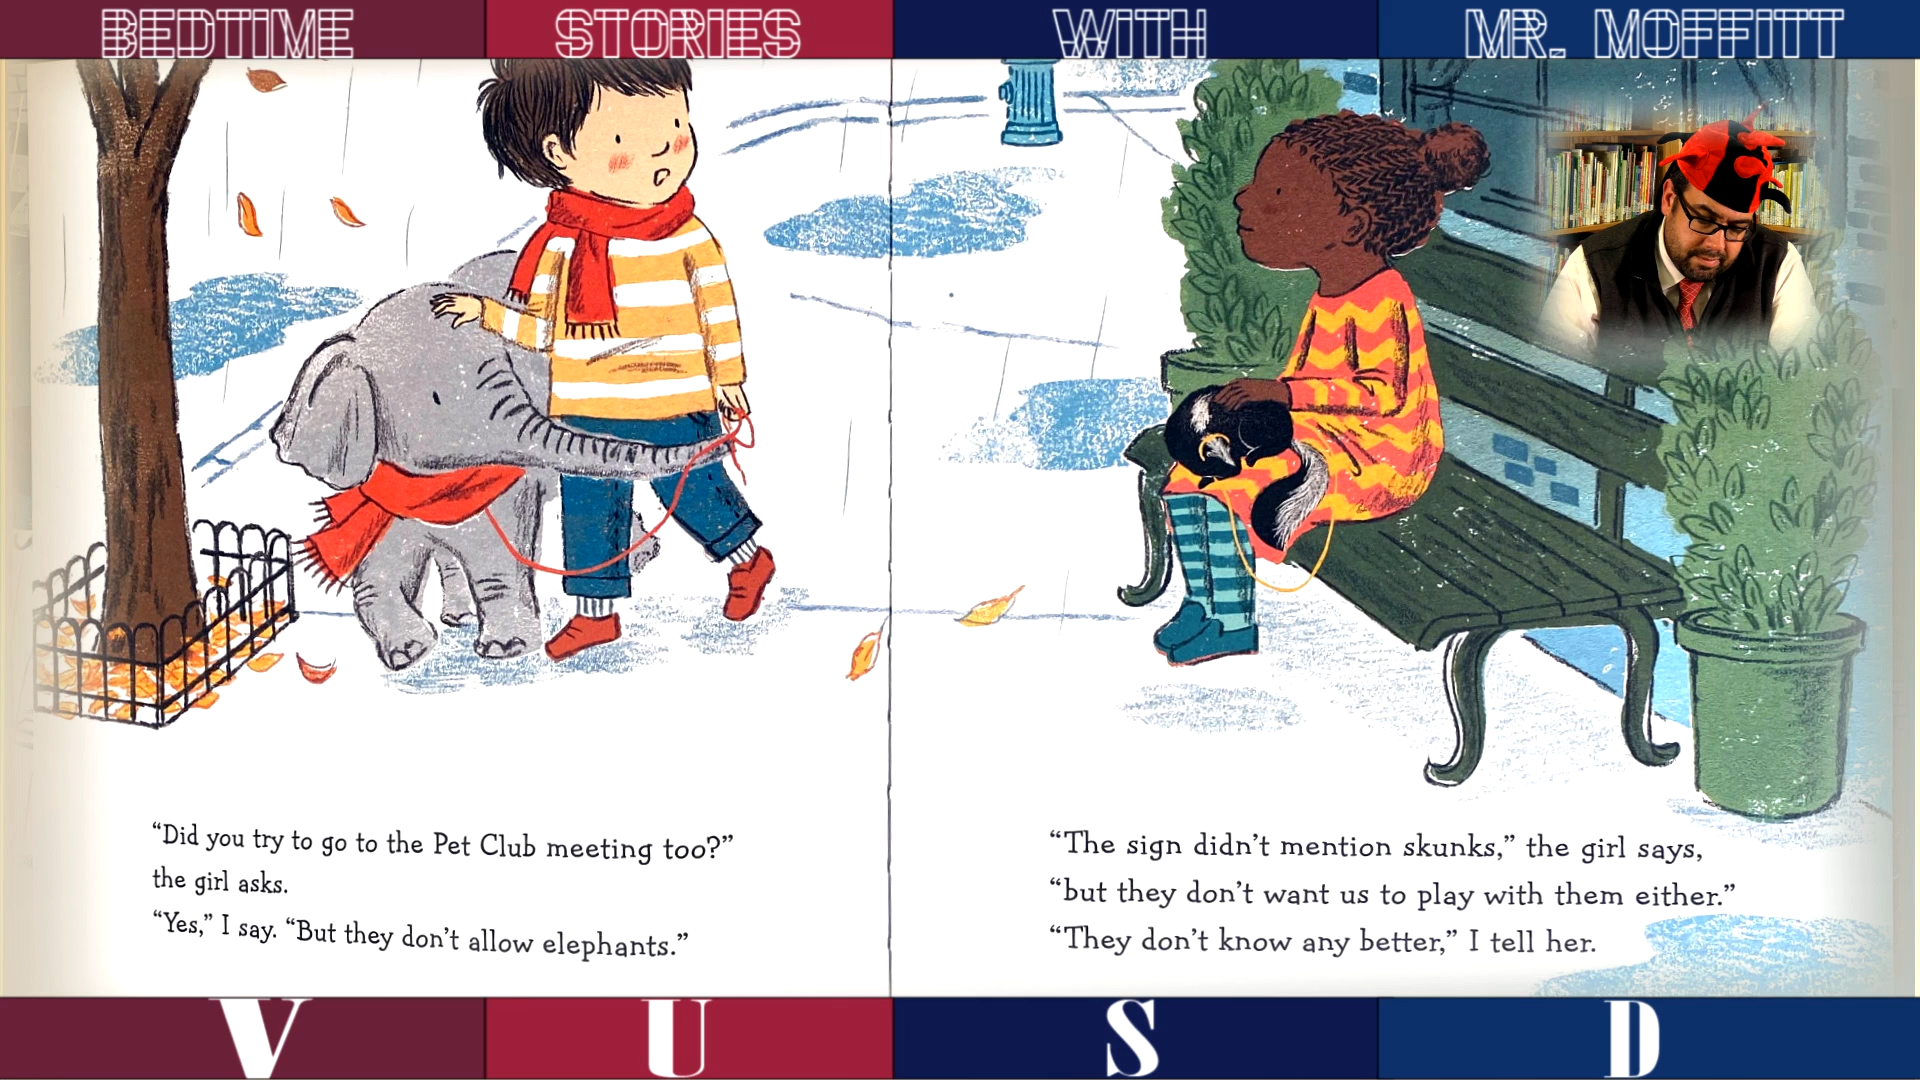 BEDTIME STORIES WITH MR. MOFFITT
“Did you try to go to the Pet Club meeting too?”
the girl asks.
“Yes,” I say. “But they don’t allow elephants.”
“The sign didn’t mention skunks,” the girl says,
“but they don’t want us to play with them either.”
“They don’t know any better,” I tell her.
V U S D